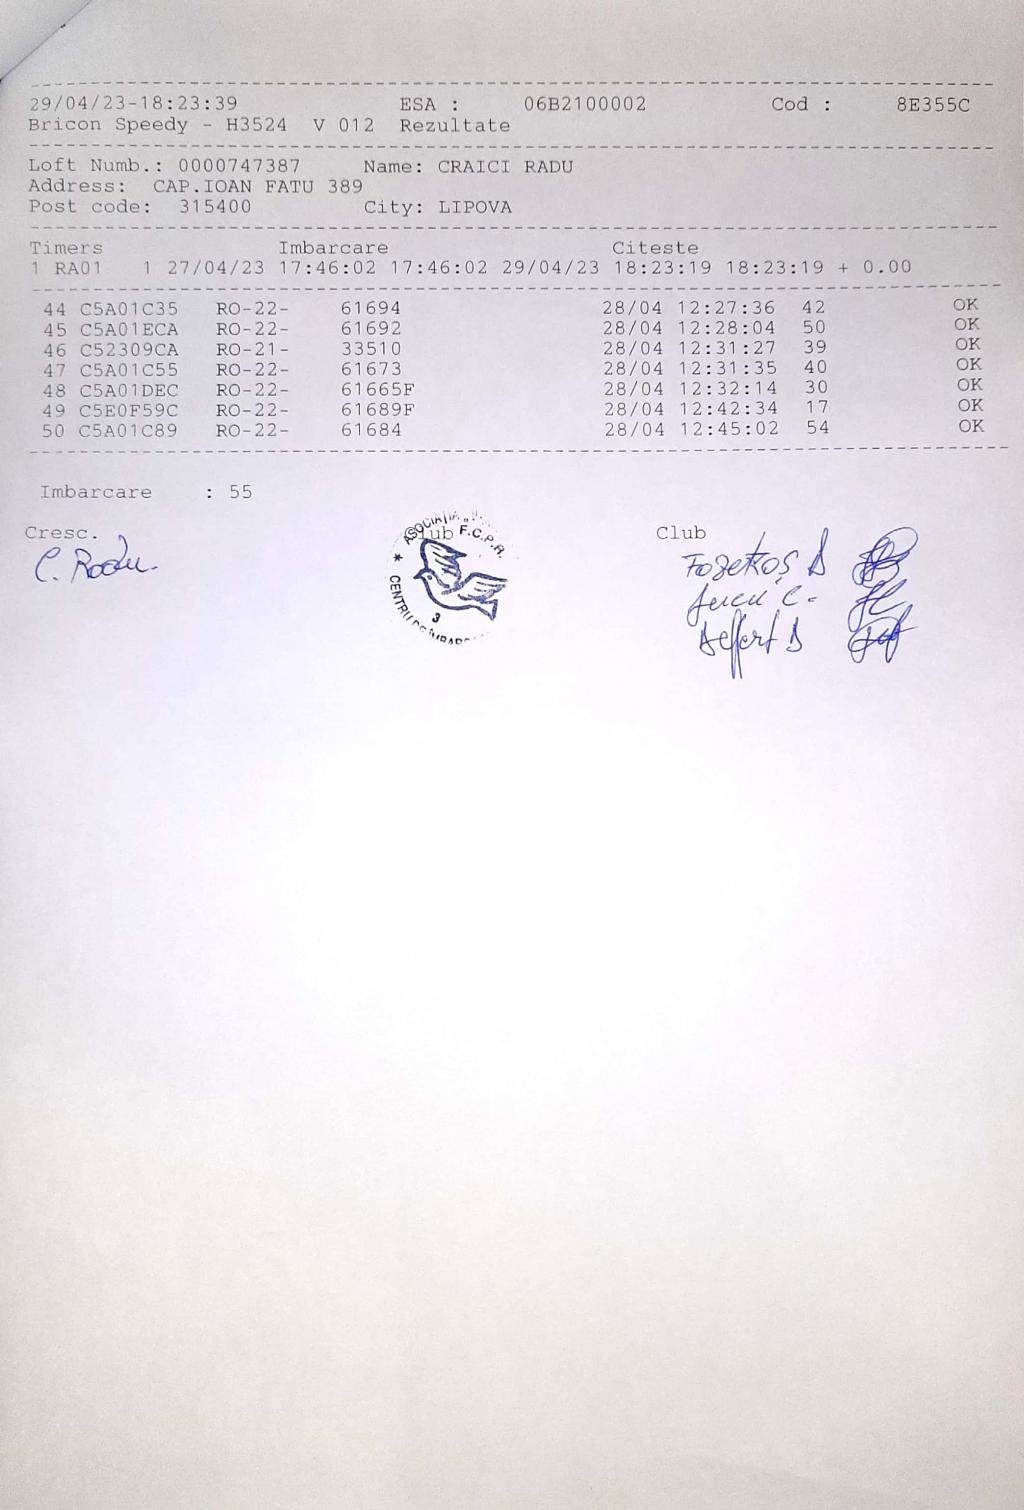 29/04/23-18:23:39 ESA : 06B2100002 Cod : 8E355C
Bricon Speedy - H3524 V 012 Rezultate
Loft Numb.: 0000747387 Name: CRAICI RADU
Address: CAP.IOAN FATU 389
Post code: 315400 City: LIPOVA
Timers Imbarcare Citeste
1 RA01 1 27/04/23 17:46:02 17:46:02 29/04/23 18:23:19 18:23:19 + 0.00
44 C5A01C35 RO-22- 61694 28/04 12:27:36 42 OK
45 C5A01ECA RO-22- 61692 28/04 12:28:04 50 OK
46 C52309CA RO-21- 33510 28/04 12:31:27 39 OK
47 C5A01C55 RO-22- 61673 28/04 12:31:35 40 OK
48 C5A01DEC RO-22- 61665F 28/04 12:32:14 30 OK
49 C5E0F59C RO-22- 61689F 28/04 12:42:34 17 OK
50 C5A01C89 RO-22- 61684 28/04 12:45:02 54 OK
Imbarcare : 55
Cresc. Club Club
C. Radu.
ASOCIAȚIA F.C.P.R.
CENTRU DE
3